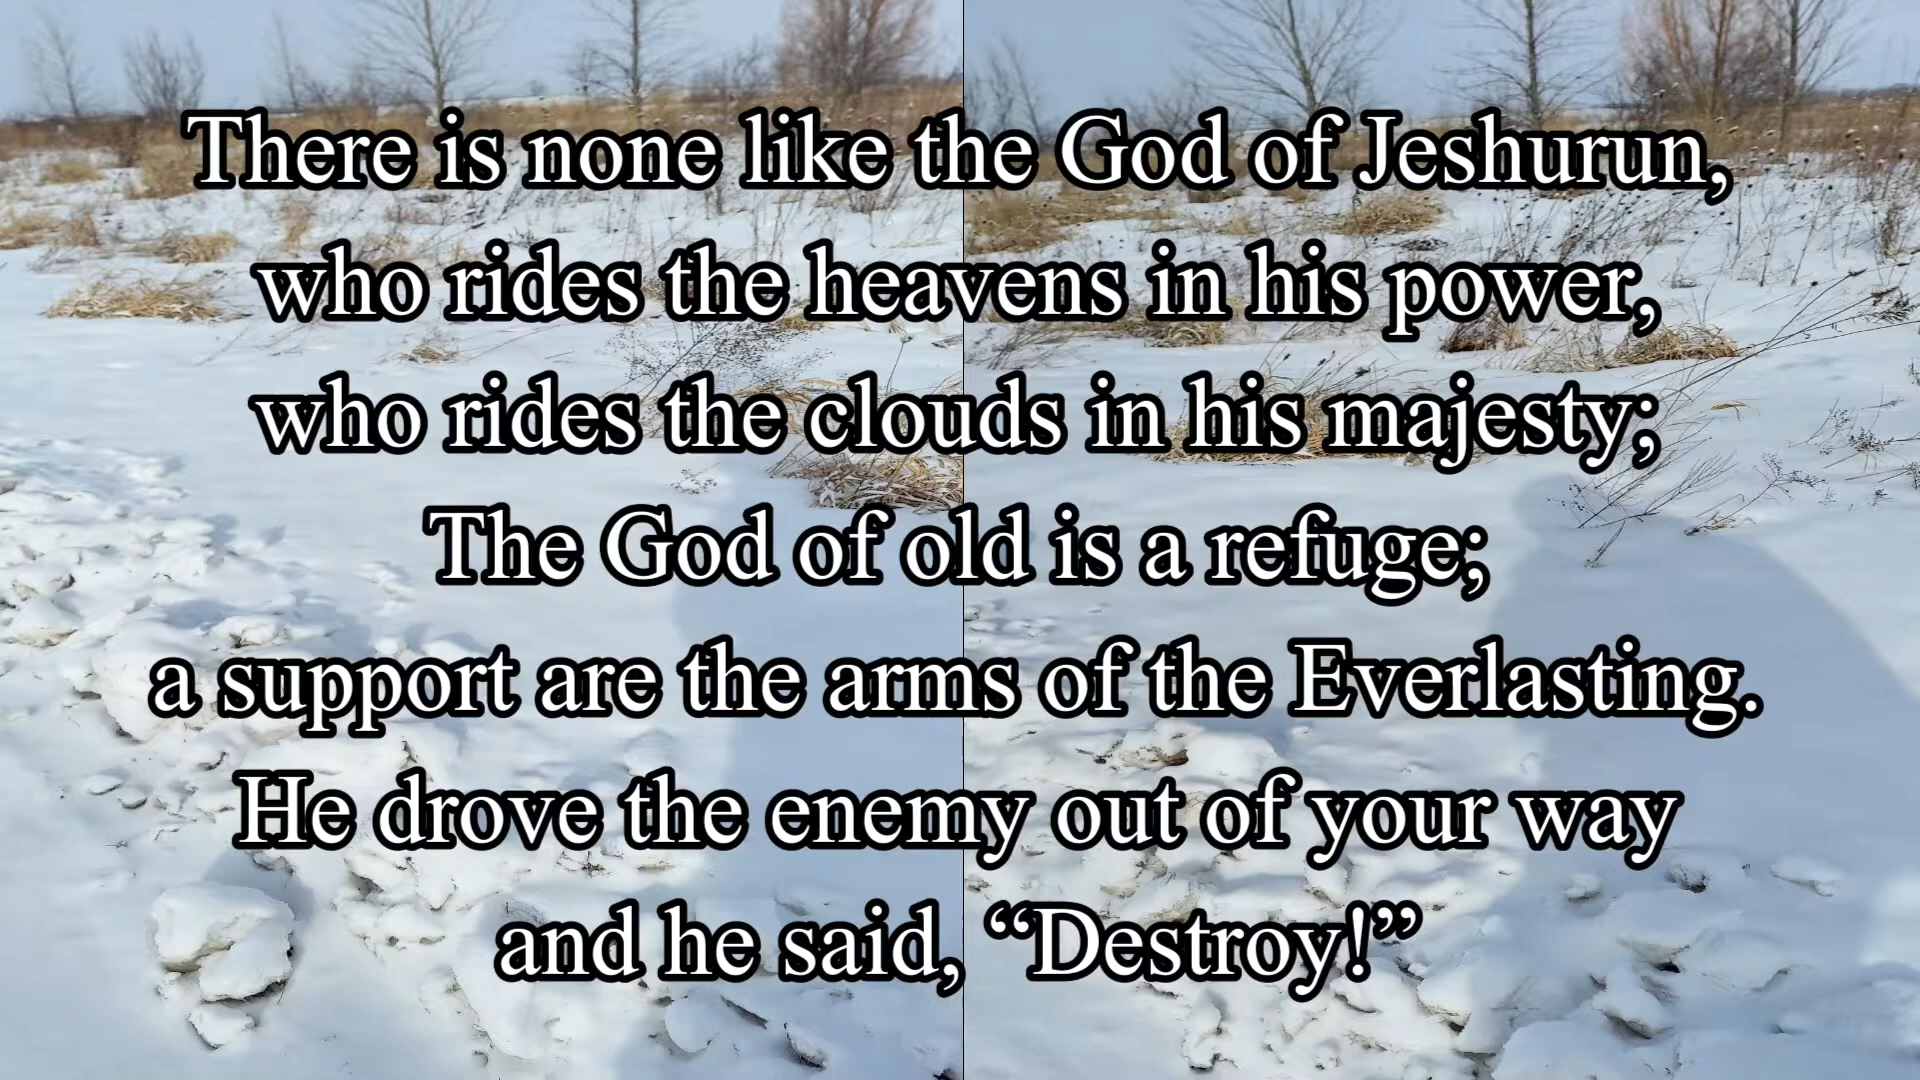 There is none like the God of Jeshurun,
who rides the heavens in his power,
who rides the clouds in his majesty;
The God of old is a refuge;
a support are the arms of the Everlasting.
He drove the enemy out of your way
and he said, “Destroy!”